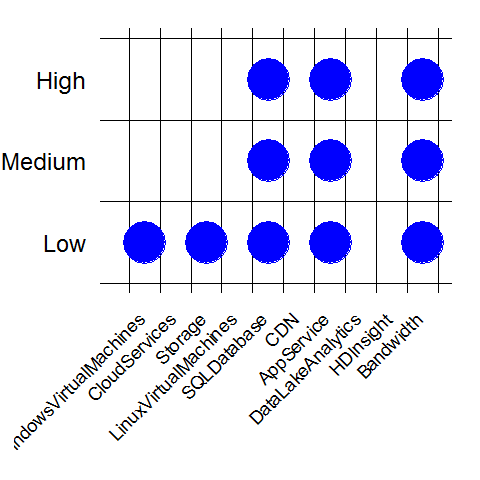 High
Medium
Low
ndowsVirtualMachines
CloudServices
Storage
LinuxVirtualMachines
SQLDatabase
CDN
AppService
DataLakeAnalytics
HDInsight
Bandwidth